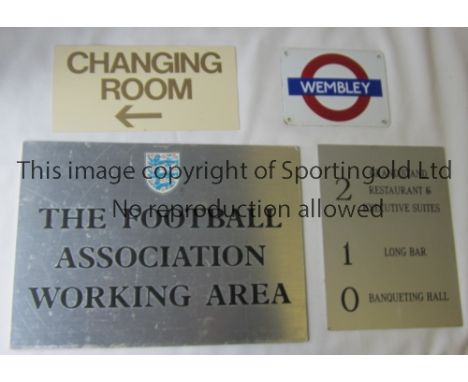 CHANGING
ROOM
←
WEMBLEY
This image copyright of Sportingold Ltd
No reproduction allowed
THE FOOTBALL
ASSOCIATION
WORKING AREA
2
RESTAURANT &
EXECUTIVE SUITES
1 LONG BAR
0 BANQUETING HALL